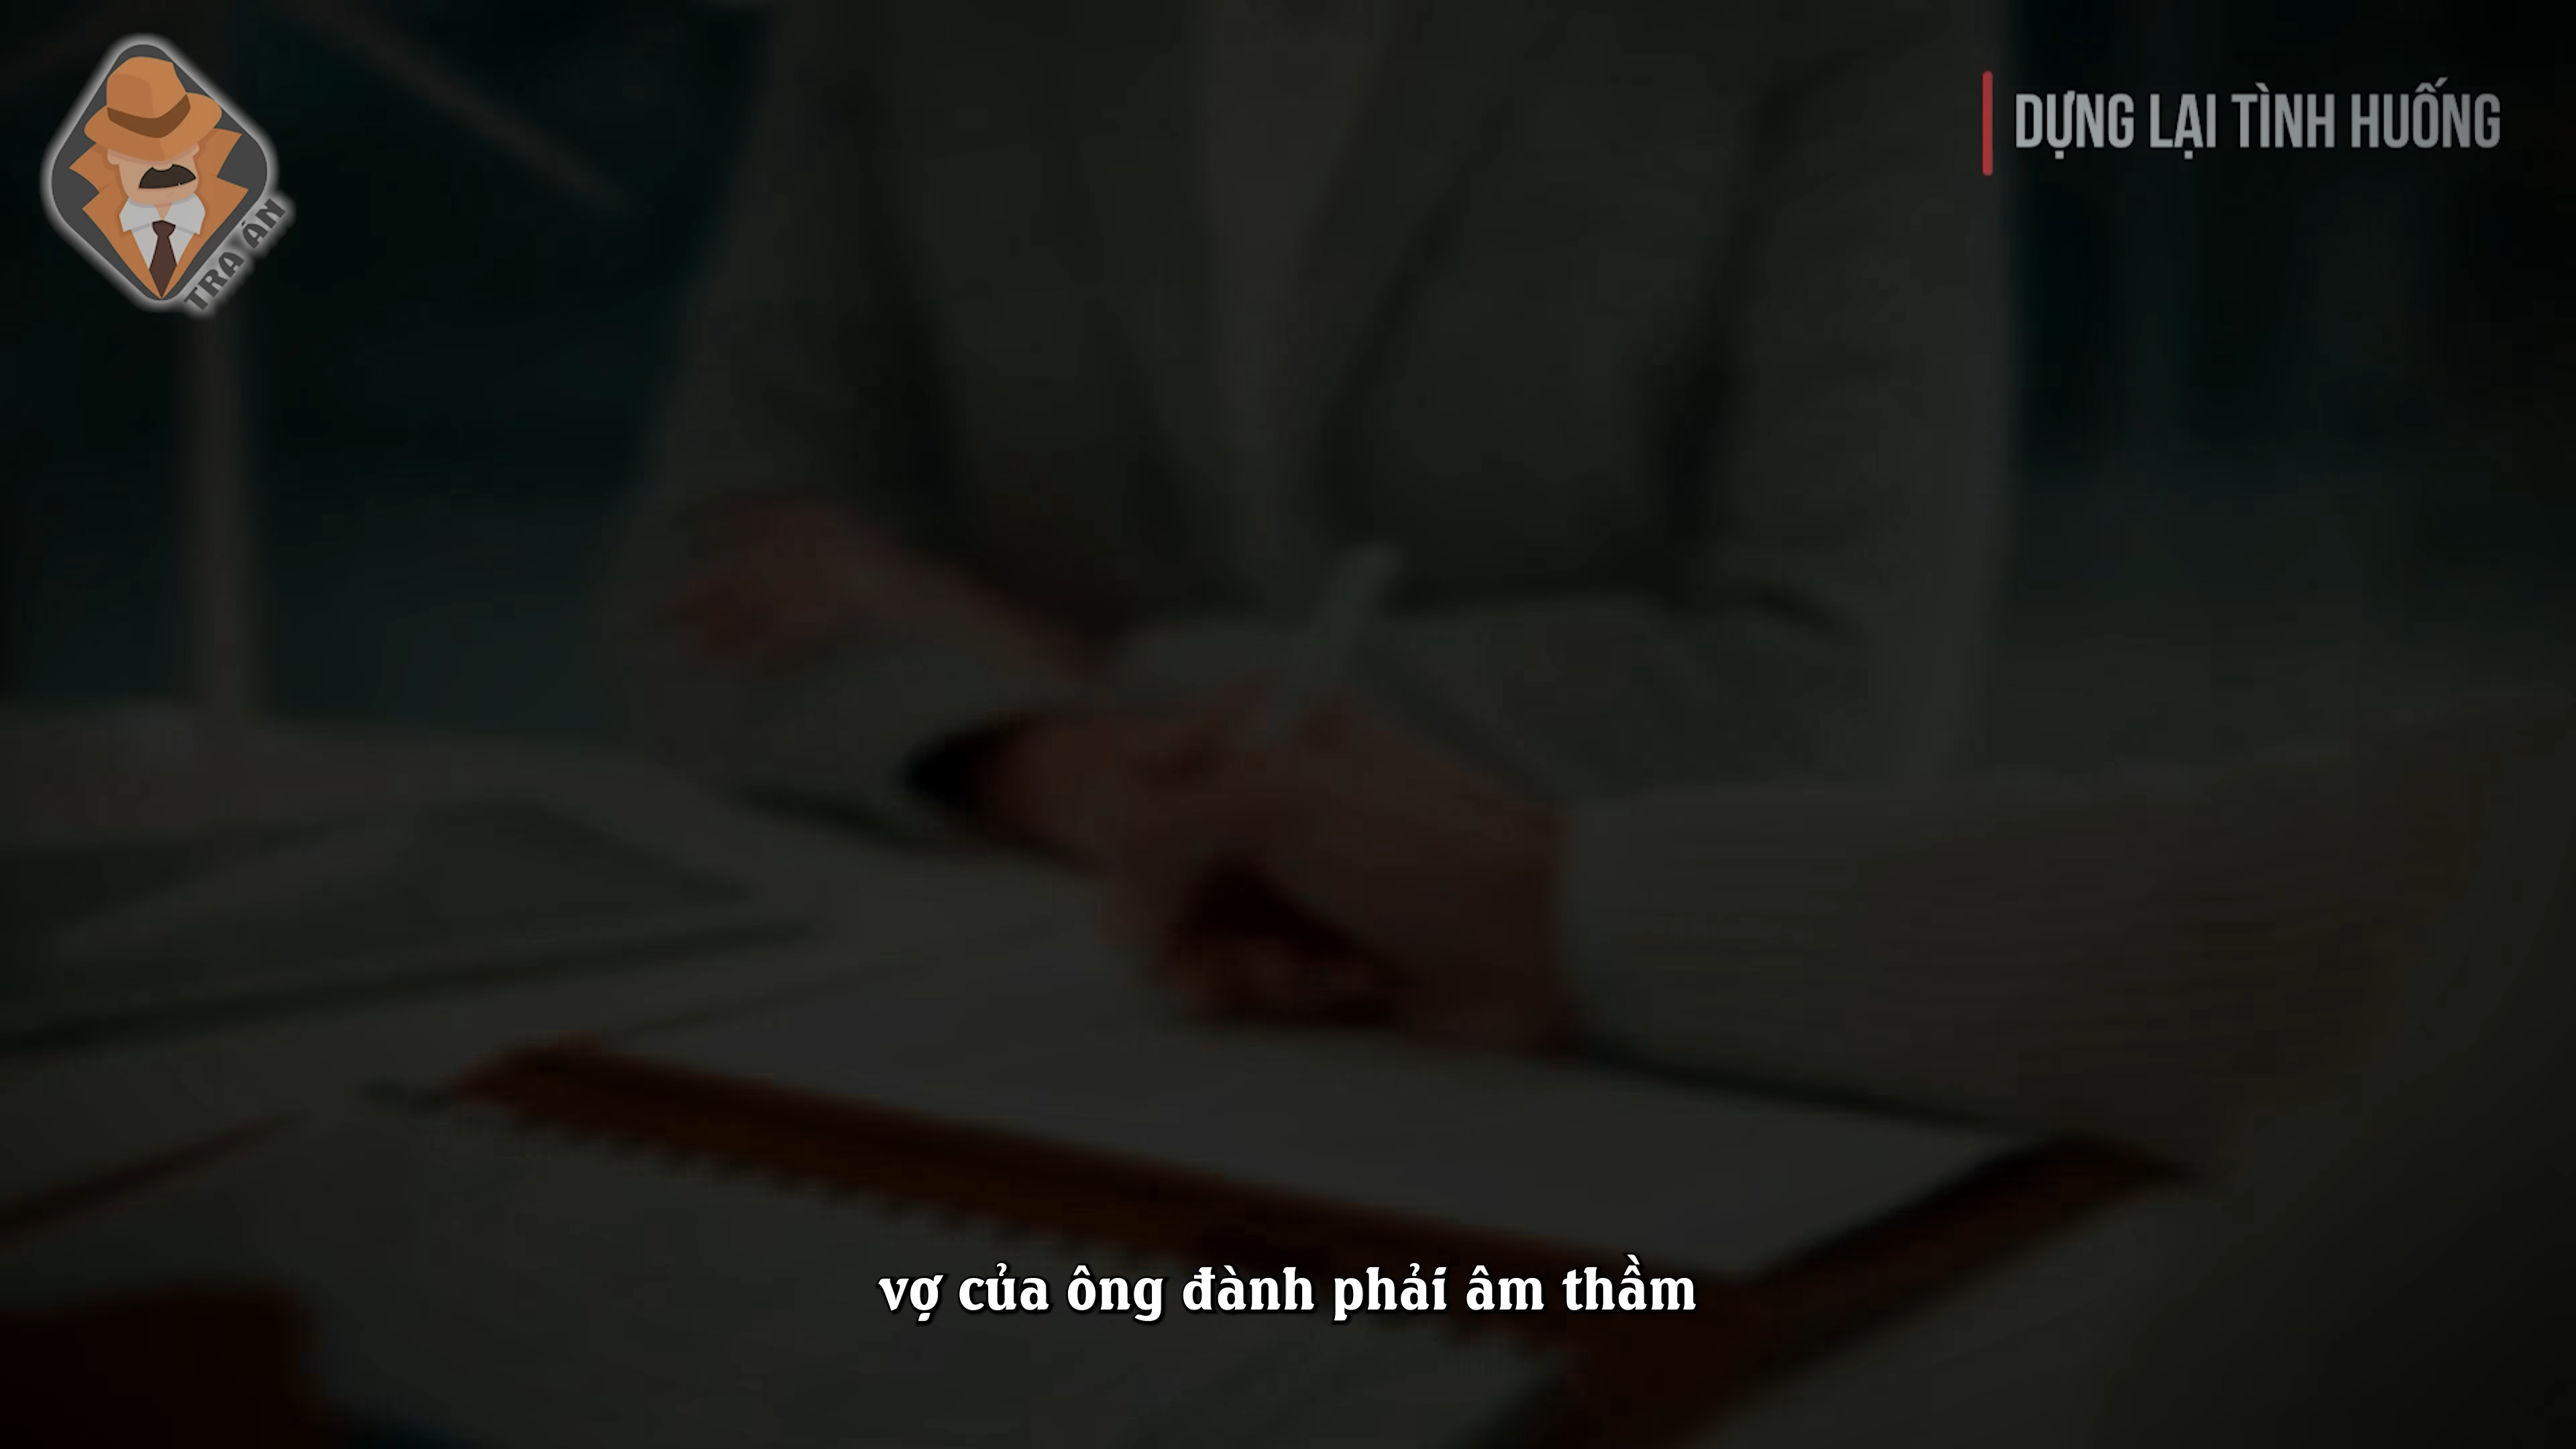 TRA ÁN
DỰNG LẠI TÌNH HUỐNG
vợ của ông đành phải âm thầm